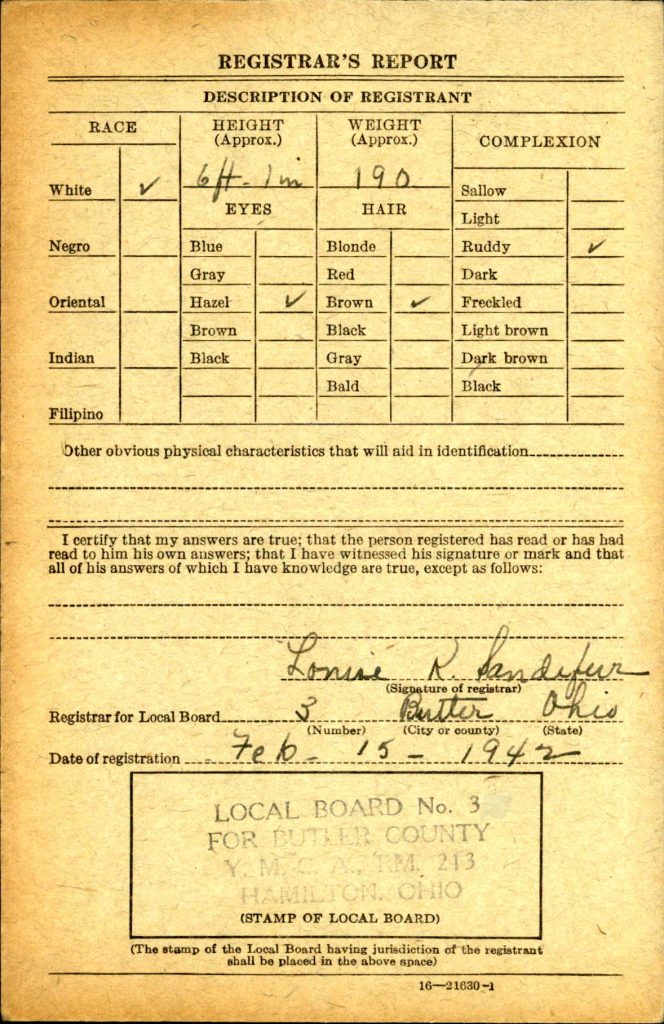 REGISTRAR'S REPORT
DESCRIPTION OF REGISTRANT
RACE
HEIGHT
(Approx.)
WEIGHT
(Approx.)
COMPLEXION
6 ft - 1 in
190
White ✓
EYES
HAIR
Sallow
Light
Negro
Blue
Blonde
Ruddy ✓
Gray
Red
Dark
Oriental
Hazel ✓
Brown ✓
Freckled
Brown
Black
Light brown
Indian
Black
Gray
Dark brown
Bald
Black
Filipino
Other obvious physical characteristics that will aid in identification
I certify that my answers are true; that the person registered has read or has had
read to him his own answers; that I have witnessed his signature or mark and that
all of his answers of which I have knowledge are true, except as follows:
Louise K. Sandefur
(Signature of registrar)
Registrar for Local Board 3 Butler Ohio
(Number) (City or county) (State)
Date of registration Feb - 15 - 1942
LOCAL BOARD No. 3
FOR BUTLER COUNTY
Y. M. C. A., RM. 213
HAMILTON, OHIO
(STAMP OF LOCAL BOARD)
(The stamp of the Local Board having jurisdiction of the registrant
shall be placed in the above space)
16—21630-1